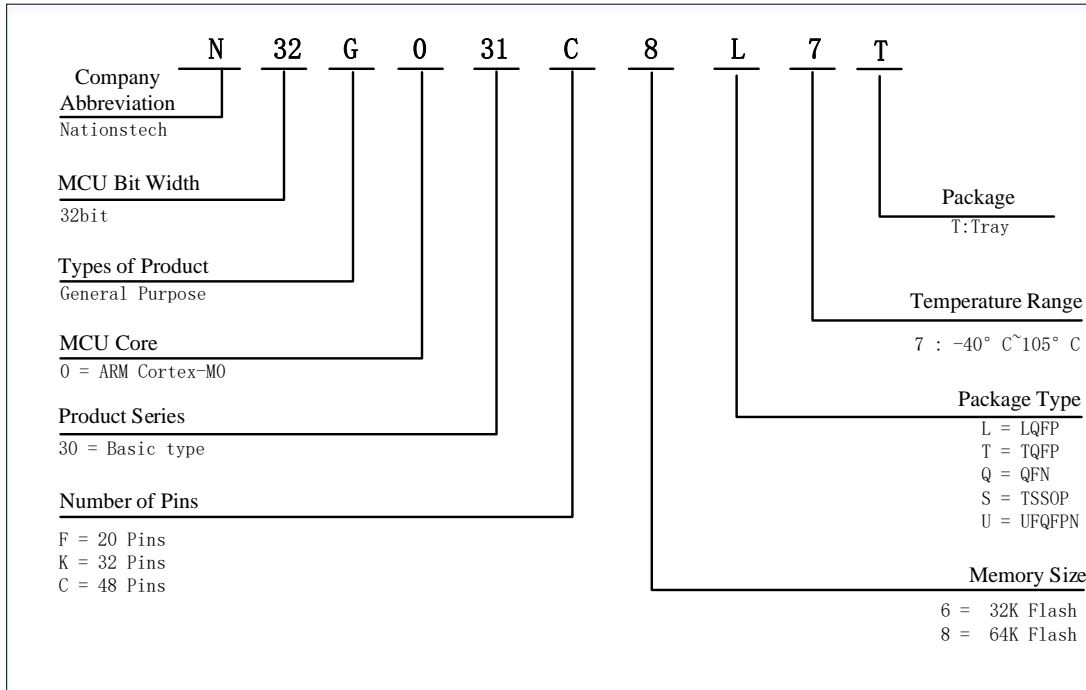 N 32 G 0 31 C 8 L 7 T
Company
Abbreviation
Nationstech
MCU Bit Width
32bit
Types of Product
General Purpose
MCU Core
0 = ARM Cortex-M0
Product Series
30 = Basic type
Number of Pins
F = 20 Pins
K = 32 Pins
C = 48 Pins
Package
T:Tray
Temperature Range
7 : -40° C~105° C
Package Type
L = LQFP
T = TQFP
Q = QFN
S = TSSOP
U = UFQFPN
Memory Size
6 = 32K Flash
8 = 64K Flash